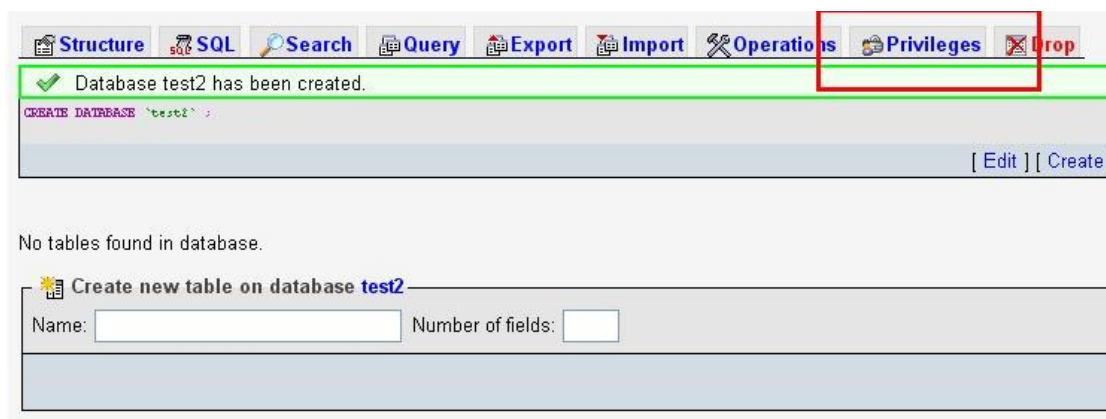 Structure SQL Search Query Export Import Operations Privileges Drop
Database test2 has been created.
CREATE DATABASE `test2` ;
[ Edit ] [ Create
No tables found in database.
Create new table on database test2
Name: Number of fields: